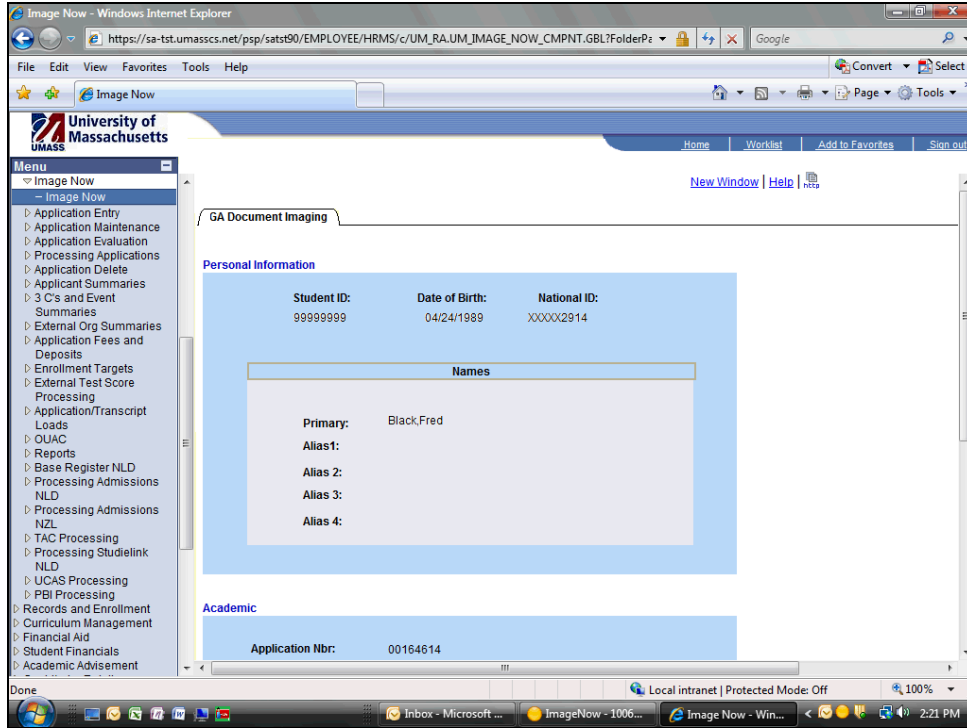 Image Now - Windows Internet Explorer
https://sa-tst.umasscs.net/psp/satst90/EMPLOYEE/HRMS/c/UM_RA.UM_IMAGE_NOW_CMPNT.GBL?FolderPa
Google
File Edit View Favorites Tools Help
Convert Select
Image Now
Page Tools
University of
Massachusetts
UMASS
Home Worklist Add to Favorites Sign out
Menu
New Window | Help | http
Image Now
– Image Now
Application Entry
Application Maintenance
Application Evaluation
Processing Applications
Application Delete
Applicant Summaries
3 C's and Event
Summaries
External Org Summaries
Application Fees and
Deposits
Enrollment Targets
External Test Score
Processing
Application/Transcript
Loads
OUAC
Reports
Base Register NLD
Processing Admissions
NLD
Processing Admissions
NZL
TAC Processing
Processing Studielink
NLD
UCAS Processing
PBI Processing
Records and Enrollment
Curriculum Management
Financial Aid
Student Financials
Academic Advisement
GA Document Imaging
Personal Information
Student ID: Date of Birth: National ID:
99999999 04/24/1989 XXXXX2914
Names
Primary: Black,Fred
Alias1:
Alias 2:
Alias 3:
Alias 4:
Academic
Application Nbr: 00164614
Done
Local intranet | Protected Mode: Off 100%
Inbox - Microsoft ... ImageNow - 1006... Image Now - Win... 2:21 PM